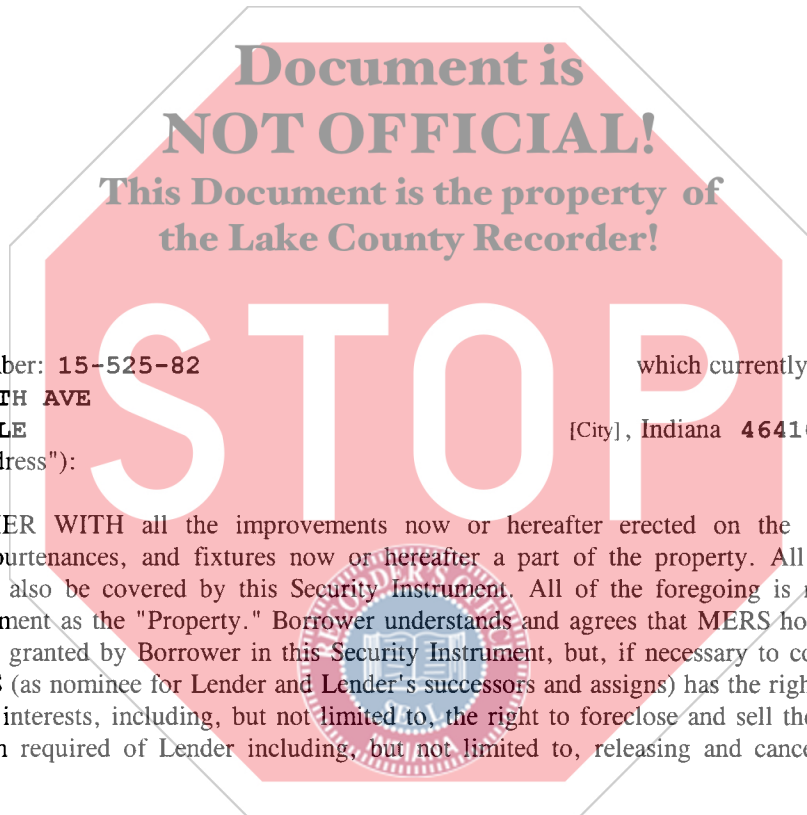 Document is
NOT OFFICIAL!
This Document is the property of
the Lake County Recorder!
STOP
ber: 15-525-82 which currently
TH AVE
LE [City], Indiana 4641
dress"):
ER WITH all the improvements now or hereafter erected on the
purtenances, and fixtures now or hereafter a part of the property. All
also be covered by this Security Instrument. All of the foregoing is
ment as the "Property." Borrower understands and agrees that MERS ho
granted by Borrower in this Security Instrument, but, if necessary to co
S (as nominee for Lender and Lender's successors and assigns) has the righ
interests, including, but not limited to, the right to foreclose and sell the
n required of Lender including, but not limited to, releasing and cance
SEAL
INDIANA